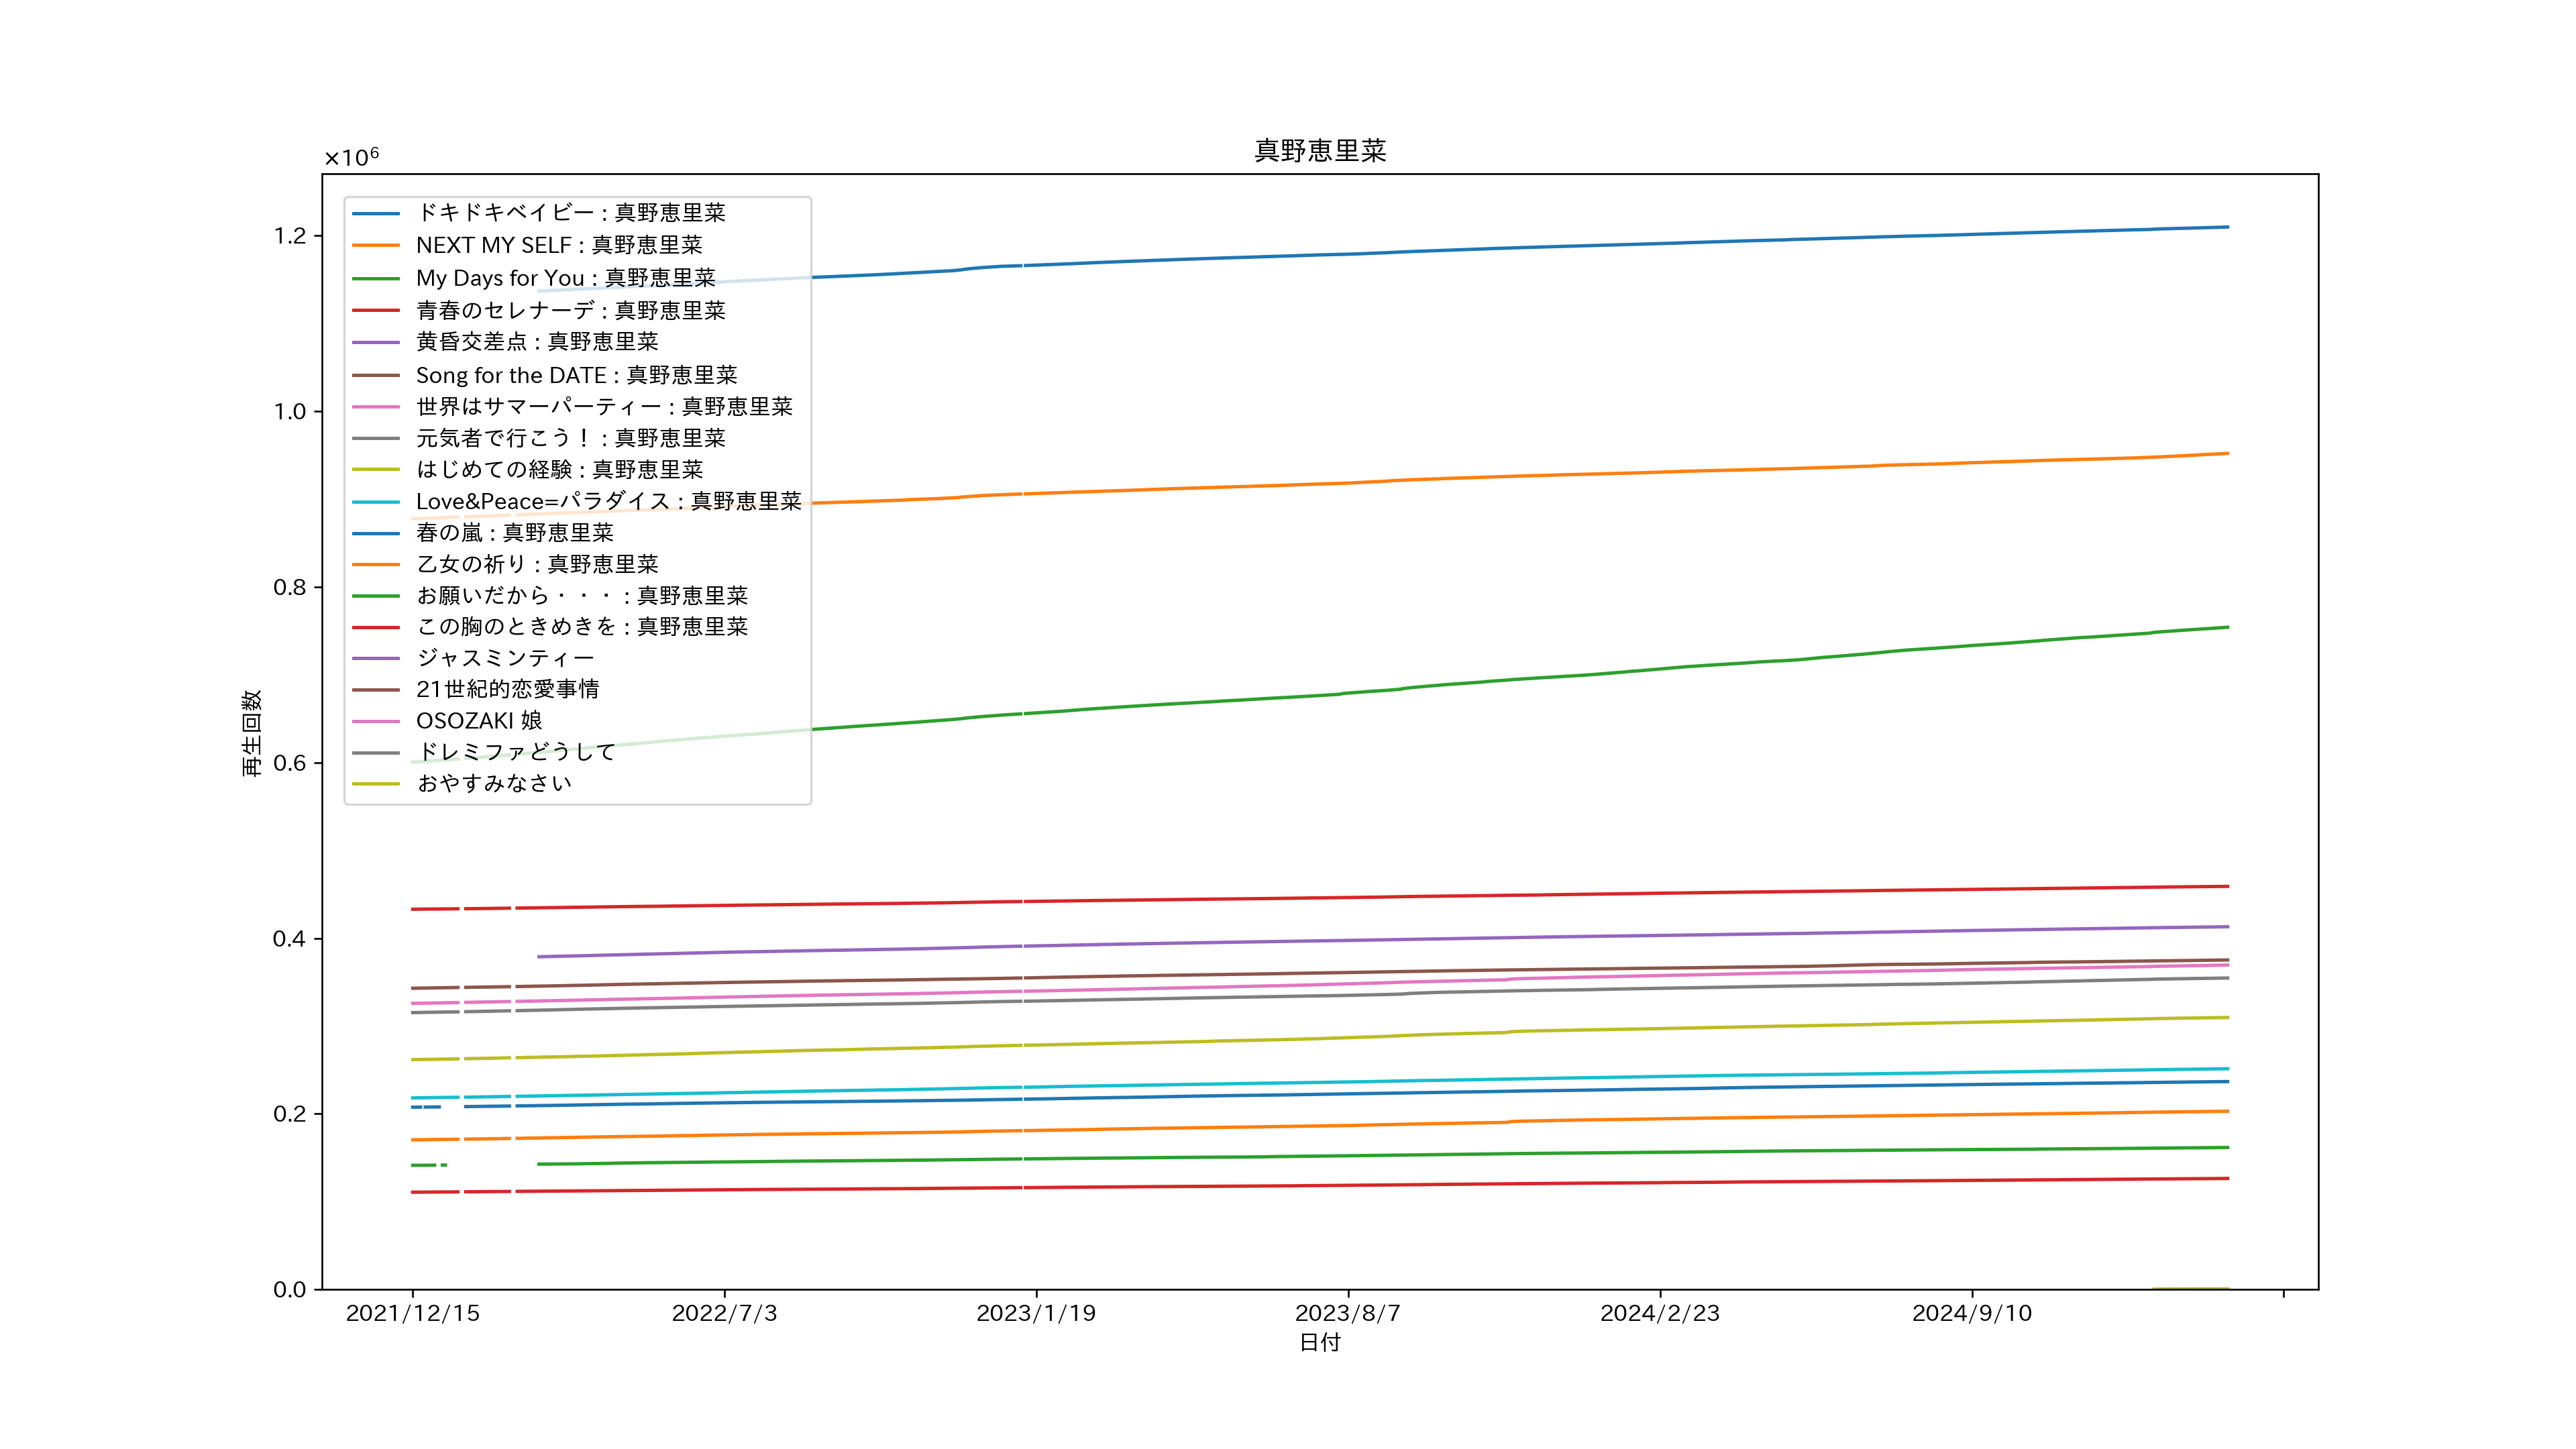 真野恵里菜
×10⁶
ドキドキベイビー : 真野恵里菜
NEXT MY SELF : 真野恵里菜
My Days for You : 真野恵里菜
青春のセレナーデ : 真野恵里菜
黄昏交差点 : 真野恵里菜
Song for the DATE : 真野恵里菜
世界はサマーパーティー : 真野恵里菜
元気者で行こう！ : 真野恵里菜
はじめての経験 : 真野恵里菜
Love&Peace=パラダイス : 真野恵里菜
春の嵐 : 真野恵里菜
乙女の祈り : 真野恵里菜
お願いだから・・・ : 真野恵里菜
この胸のときめきを : 真野恵里菜
ジャスミンティー
21世紀的恋愛事情
OSOZAKI 娘
ドレミファどうして
おやすみなさい
1.2
1.0
0.8
0.6
0.4
0.2
0.0
再生回数
2021/12/15
2022/7/3
2023/1/19
2023/8/7
2024/2/23
2024/9/10
日付